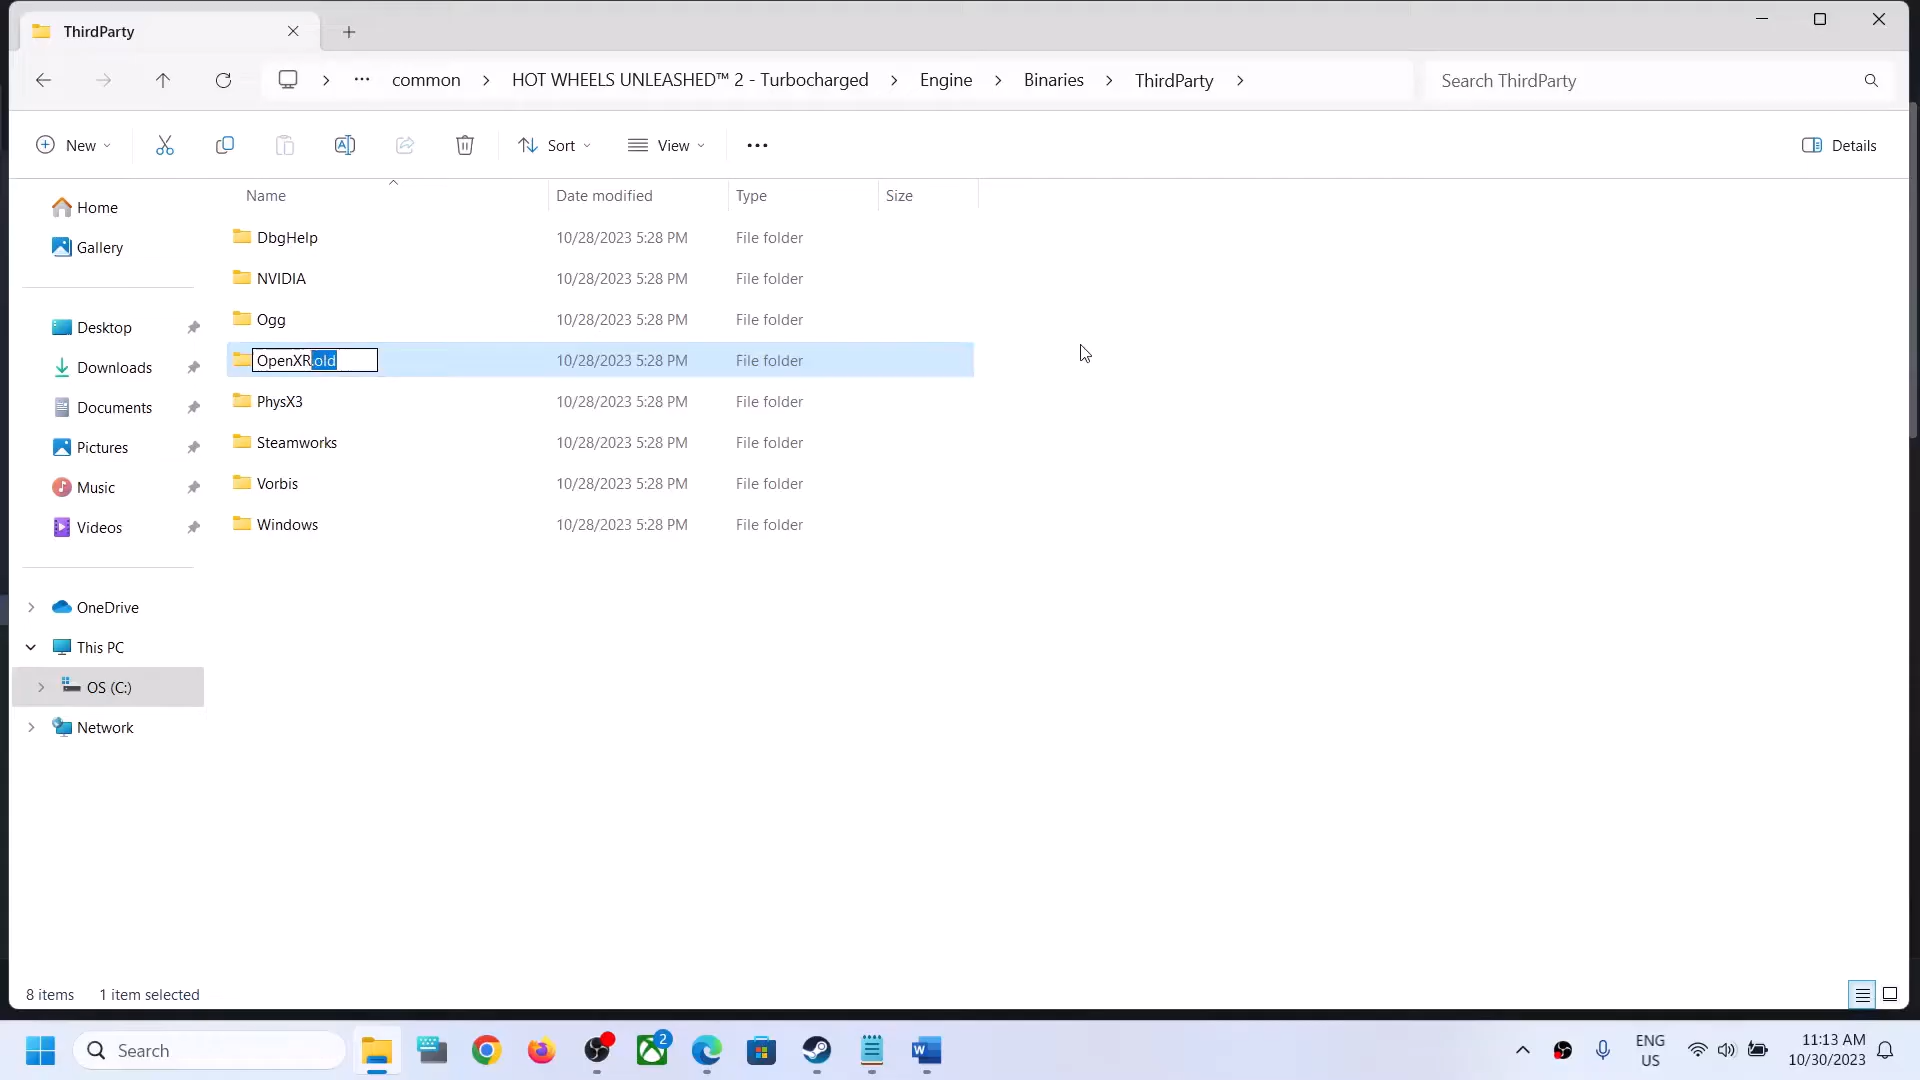 ThirdParty
common > HOT WHEELS UNLEASHED™ 2 - Turbocharged > Engine > Binaries > ThirdParty >
Search ThirdParty
New
Sort
View
Details
Name Date modified Type Size
Home
Gallery
Desktop
Downloads
Documents
Pictures
Music
Videos
OneDrive
This PC
OS (C:)
Network
DbgHelp 10/28/2023 5:28 PM File folder
NVIDIA 10/28/2023 5:28 PM File folder
Ogg 10/28/2023 5:28 PM File folder
OpenXR.old 10/28/2023 5:28 PM File folder
PhysX3 10/28/2023 5:28 PM File folder
Steamworks 10/28/2023 5:28 PM File folder
Vorbis 10/28/2023 5:28 PM File folder
Windows 10/28/2023 5:28 PM File folder
8 items 1 item selected
Search
2
ENG
US
11:13 AM
10/30/2023